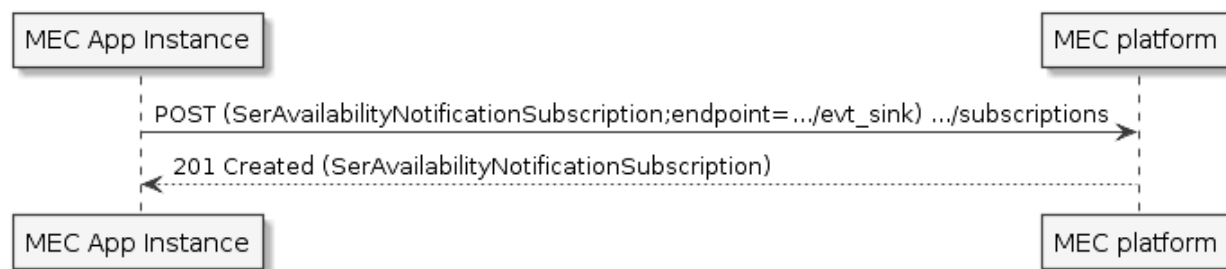 MEC App Instance
MEC platform
POST (SerAvailabilityNotificationSubscription;endpoint=.../evt_sink) .../subscriptions
201 Created (SerAvailabilityNotificationSubscription)
MEC App Instance
MEC platform